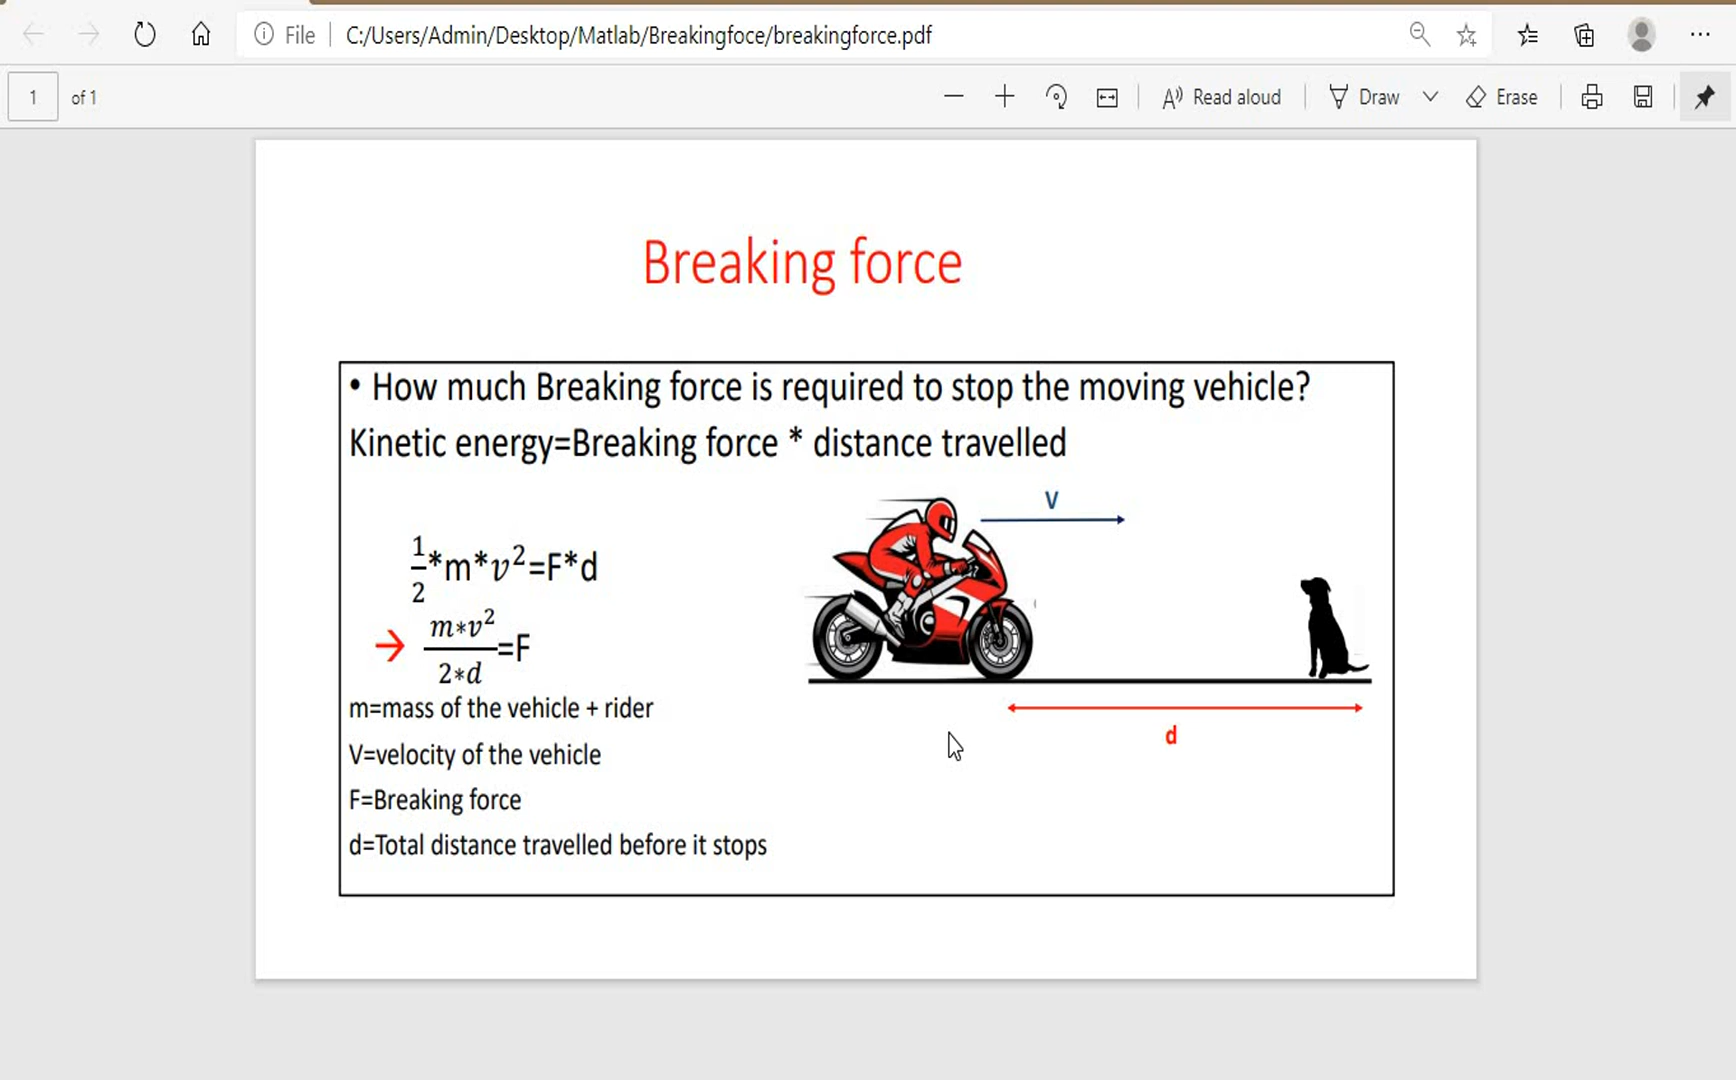 File C:/Users/Admin/Desktop/Matlab/Breakingfoce/breakingforce.pdf
1 of 1 Read aloud Draw Erase
Breaking force
• How much Breaking force is required to stop the moving vehicle?
Kinetic energy=Breaking force * distance travelled
V
1/2*m*v²=F*d
→ m*v²/2*d=F
m=mass of the vehicle + rider
d
V=velocity of the vehicle
F=Breaking force
d=Total distance travelled before it stops